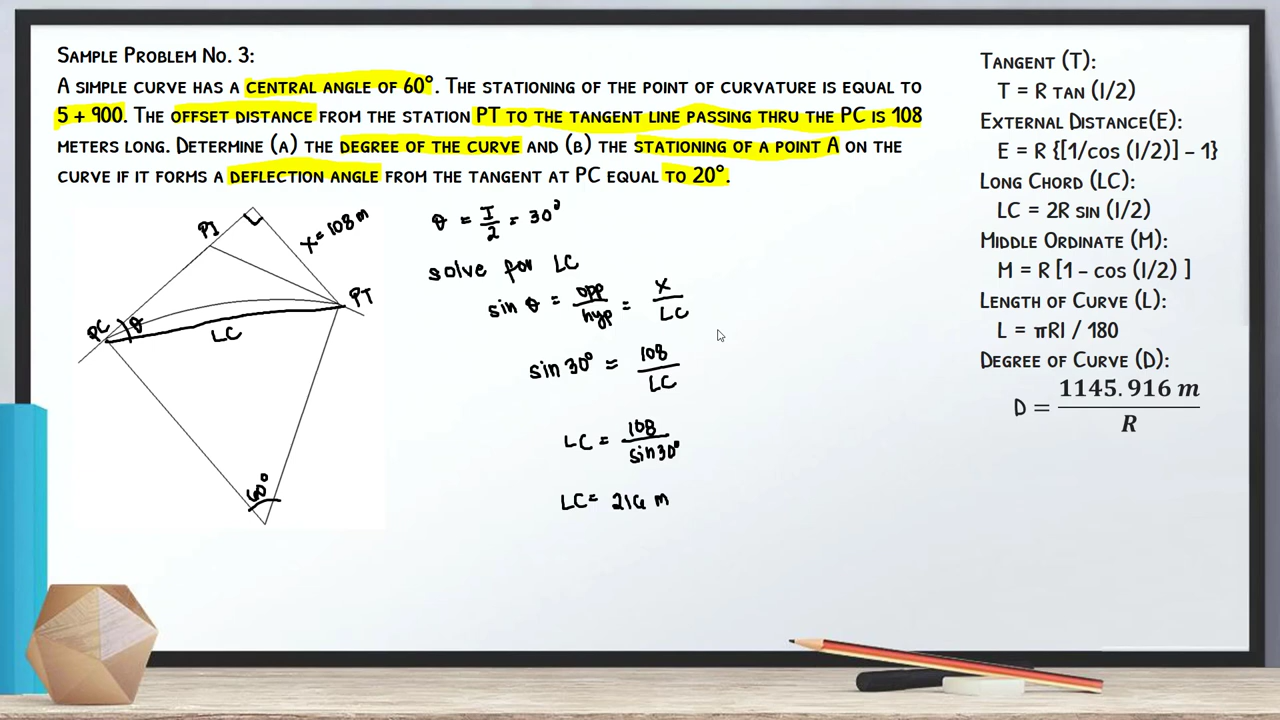 Sample Problem No. 3:
A simple curve has a central angle of 60°. The stationing of the point of curvature is equal to
5 + 900. The offset distance from the station PT to the tangent line passing thru the PC is 108
meters long. Determine (a) the degree of the curve and (b) the stationing of a point A on the
curve if it forms a deflection angle from the tangent at PC equal to 20°.
PI
x = 108 m
PC
θ
PT
LC
60°
θ = I/2 = 30°
solve for LC
sin θ = opp/hyp = x/LC
sin 30° = 108/LC
LC = 108/sin 30°
LC = 216 m
Tangent (T):
T = R tan (I/2)
External Distance(E):
E = R {[1/cos (I/2)] – 1}
Long Chord (LC):
LC = 2R sin (I/2)
Middle Ordinate (M):
M = R [1 – cos (I/2) ]
Length of Curve (L):
L = πRI / 180
Degree of Curve (D):
D = 1145.916 m / R